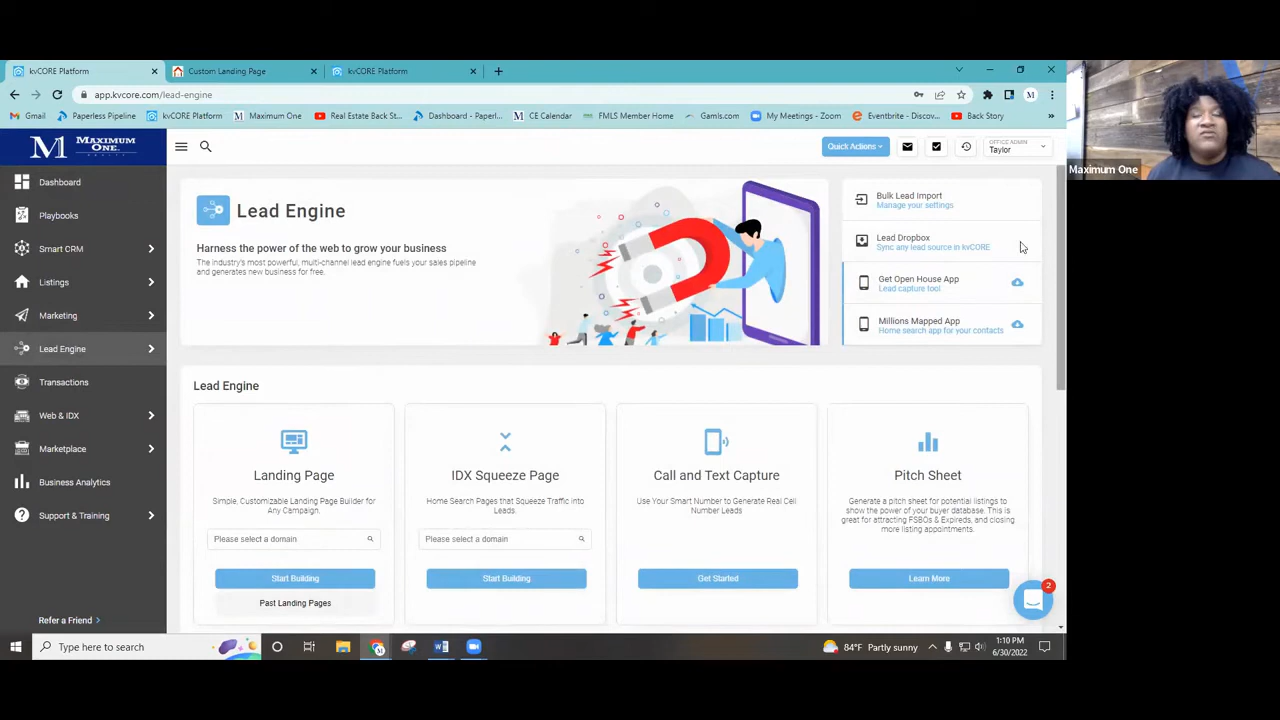 kvCORE Platform
Custom Landing Page
kvCORE Platform
app.kvcore.com/lead-engine
M
Gmail
Paperless Pipeline
kvCORE Platform
Maximum One
Real Estate Back St...
Dashboard - Paperl...
CE Calendar
FMLS Member Home
Gamls.com
My Meetings - Zoom
Eventbrite - Discov...
Back Story
M MAXIMUM
ONE
REALTY
Quick Actions
OFFICE ADMIN
Taylor
Maximum One
Dashboard
Playbooks
Smart CRM
Listings
Marketing
Lead Engine
Transactions
Web & IDX
Marketplace
Business Analytics
Support & Training
Refer a Friend
Lead Engine
Harness the power of the web to grow your business
The industry's most powerful, multi-channel lead engine fuels your sales pipeline
and generates new business for free.
Bulk Lead Import
Manage your settings
Lead Dropbox
Sync any lead source in kvCORE
Get Open House App
Lead capture tool
Millions Mapped App
Home search app for your contacts
Lead Engine
Landing Page
Simple, Customizable Landing Page Builder for
Any Campaign.
Please select a domain
Start Building
Past Landing Pages
IDX Squeeze Page
Home Search Pages that Squeeze Traffic into
Leads.
Please select a domain
Start Building
Call and Text Capture
Use Your Smart Number to Generate Real Cell
Number Leads
Get Started
Pitch Sheet
Generate a pitch sheet for potential listings to
show the power of your buyer database. This is
great for attracting FSBOs & Expireds, and closing
more listing appointments.
Learn More
2
Type here to search
84°F Partly sunny
1:10 PM
6/30/2022